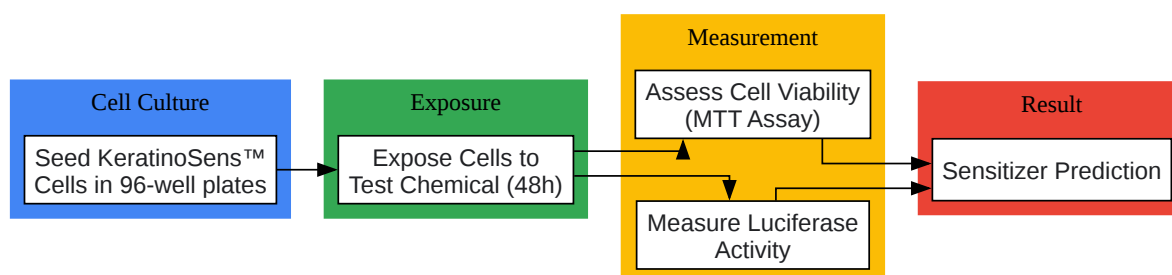 Cell Culture
Seed KeratinoSens™
Cells in 96-well plates
Exposure
Expose Cells to
Test Chemical (48h)
Measurement
Assess Cell Viability
(MTT Assay)
Measure Luciferase
Activity
Result
Sensitizer Prediction